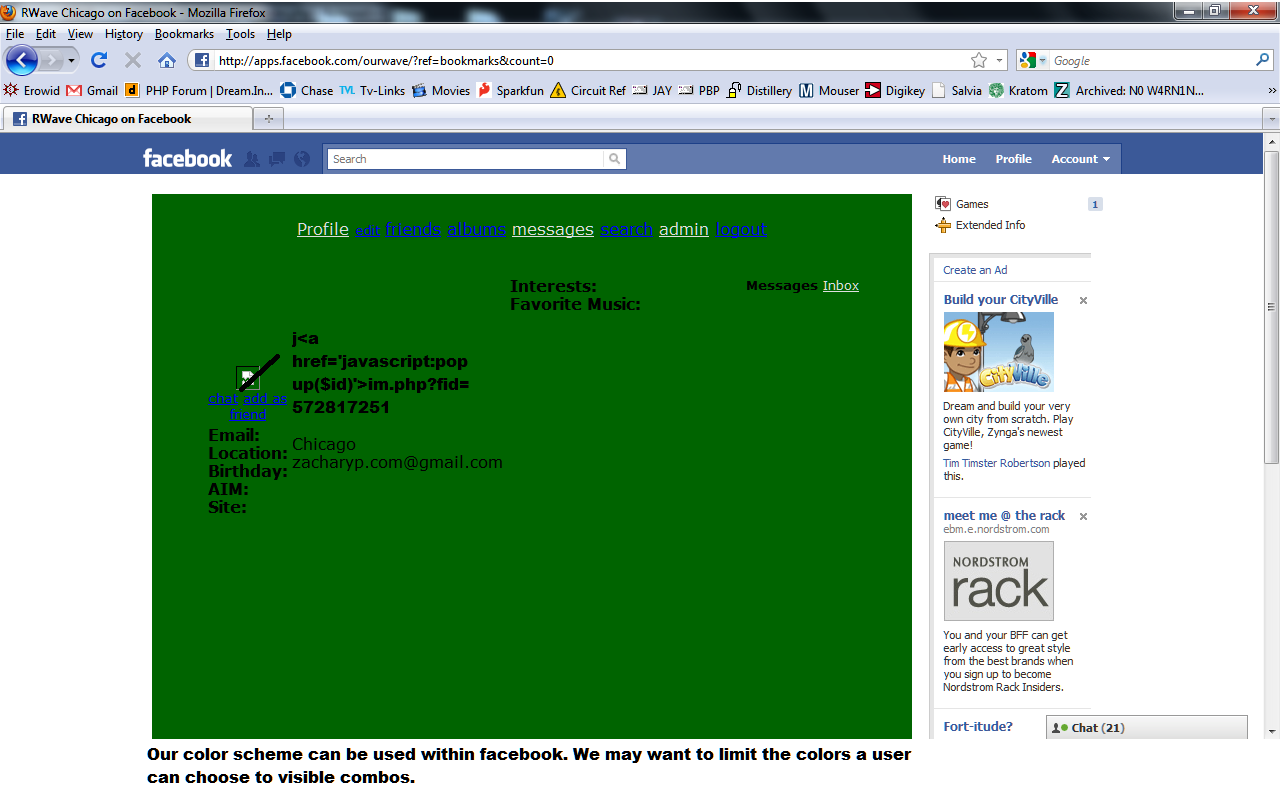 RWave Chicago on Facebook - Mozilla Firefox
File Edit View History Bookmarks Tools Help
http://apps.facebook.com/ourwave/?ref=bookmarks&count=0
Google
Erowid Gmail PHP Forum | Dream.In... Chase Tv-Links Movies Sparkfun Circuit Ref JAY PBP Distillery Mouser Digikey Salvia Kratom Archived: N0 W4RN1N... »
RWave Chicago on Facebook
facebook Search Home Profile Account
Profile edit friends albums messages search admin logout
Interests:
Favorite Music:
Messages Inbox
j<a
href='javascript:pop
up($id)'>im.php?fid=
572817251
chat add as
friend
Email:
Location:
Birthday:
AIM:
Site:
Chicago
zacharyp.com@gmail.com
Games 1
Extended Info
Create an Ad
Build your CityVille
CityVille
Dream and build your very
own city from scratch. Play
CityVille, Zynga's newest
game!
Tim Timster Robertson played
this.
meet me @ the rack
ebm.e.nordstrom.com
NORDSTROM
rack
You and your BFF can get
early access to great style
from the best brands when
you sign up to become
Nordstrom Rack Insiders.
Fort-itude?
Chat (21)
Our color scheme can be used within facebook. We may want to limit the colors a user
can choose to visible combos.